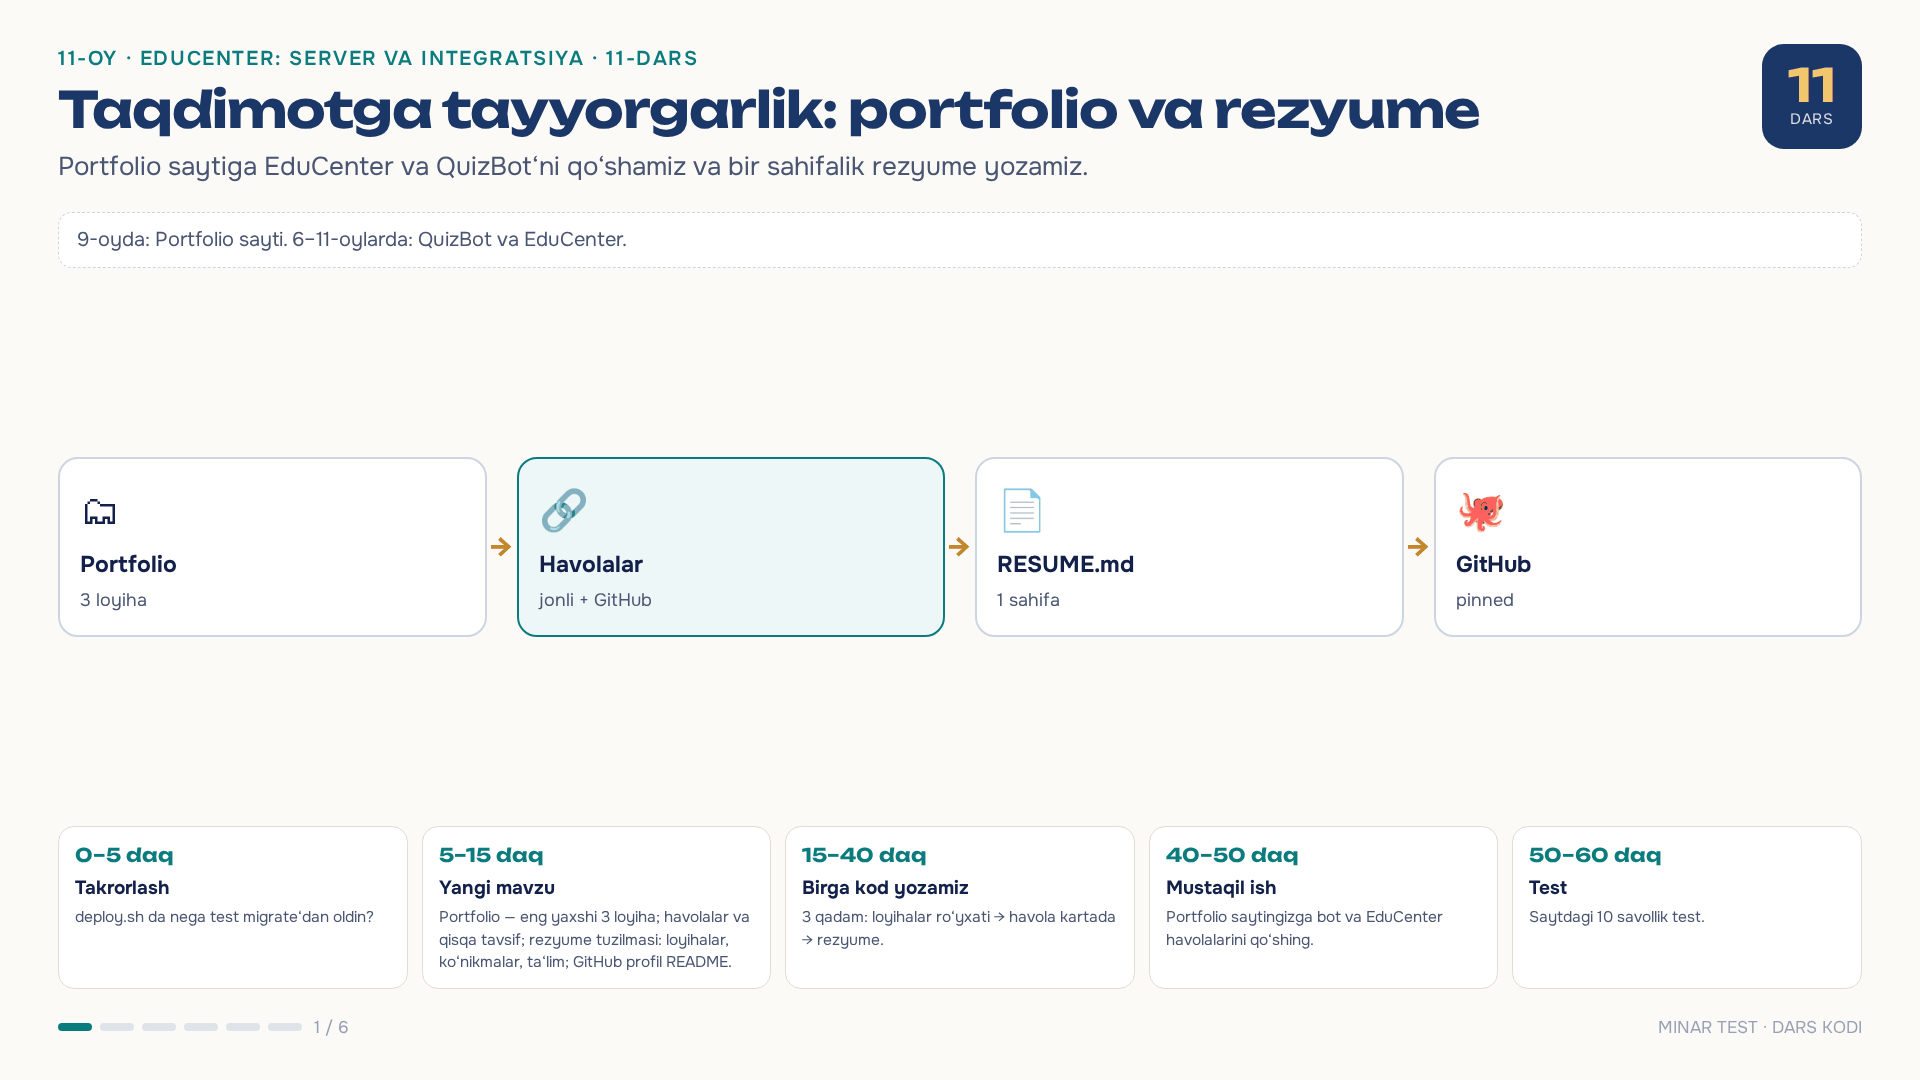 11-OY · EDUCENTER: SERVER VA INTEGRATSIYA · 11-DARS
Taqdimotga tayyorgarlik: portfolio va rezyume
Portfolio saytiga EduCenter va QuizBot‘ni qo‘shamiz va bir sahifalik rezyume yozamiz.
11
DARS
9-oyda: Portfolio sayti. 6–11-oylarda: QuizBot va EduCenter.
Portfolio
3 loyiha
→
Havolalar
jonli + GitHub
→
RESUME.md
1 sahifa
→
GitHub
pinned
0–5 daq
Takrorlash
deploy.sh da nega test migrate‘dan oldin?
5–15 daq
Yangi mavzu
Portfolio — eng yaxshi 3 loyiha; havolalar va
qisqa tavsif; rezyume tuzilmasi: loyihalar,
ko‘nikmalar, ta‘lim; GitHub profil README.
15–40 daq
Birga kod yozamiz
3 qadam: loyihalar ro‘yxati → havola kartada
→ rezyume.
40–50 daq
Mustaqil ish
Portfolio saytingizga bot va EduCenter
havolalarini qo‘shing.
50–60 daq
Test
Saytdagi 10 savollik test.
1 / 6
MINAR TEST · DARS KODI